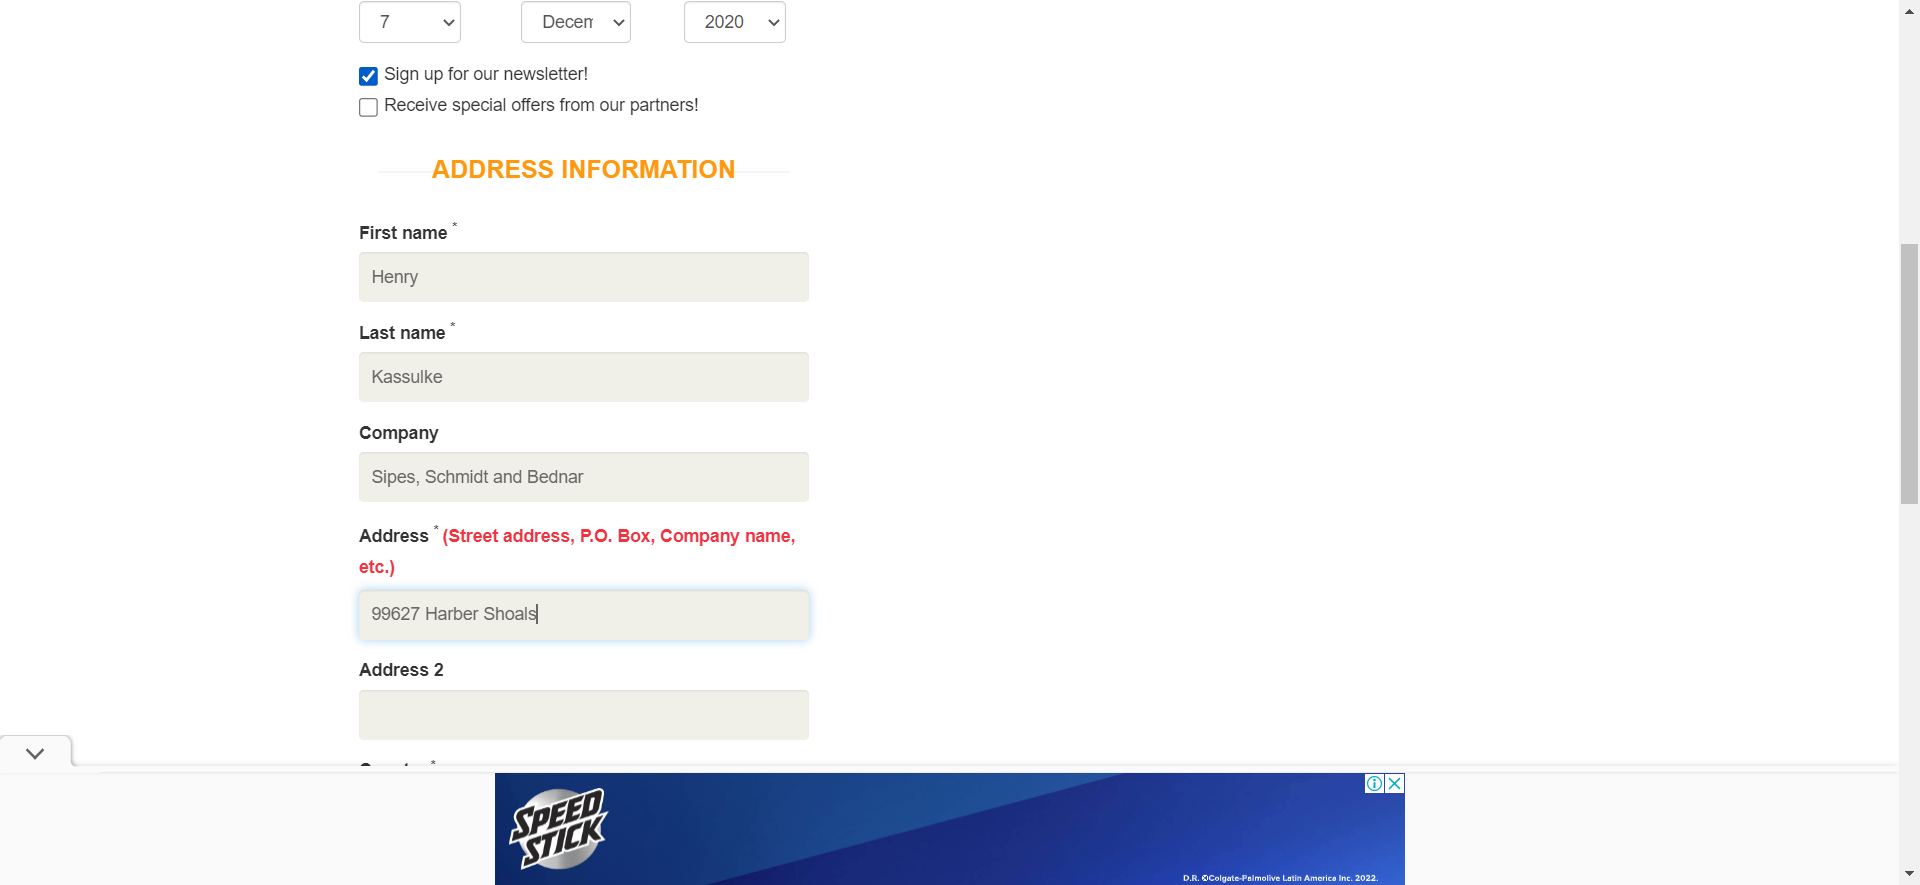 7 Decem 2020
Sign up for our newsletter!
Receive special offers from our partners!
ADDRESS INFORMATION
First name *
Henry
Last name *
Kassulke
Company
Sipes, Schmidt and Bednar
Address * (Street address, P.O. Box, Company name,
etc.)
99627 Harber Shoals
Address 2
SPEED
STICK
D.R. ©Colgate-Palmolive Latin America Inc. 2022.